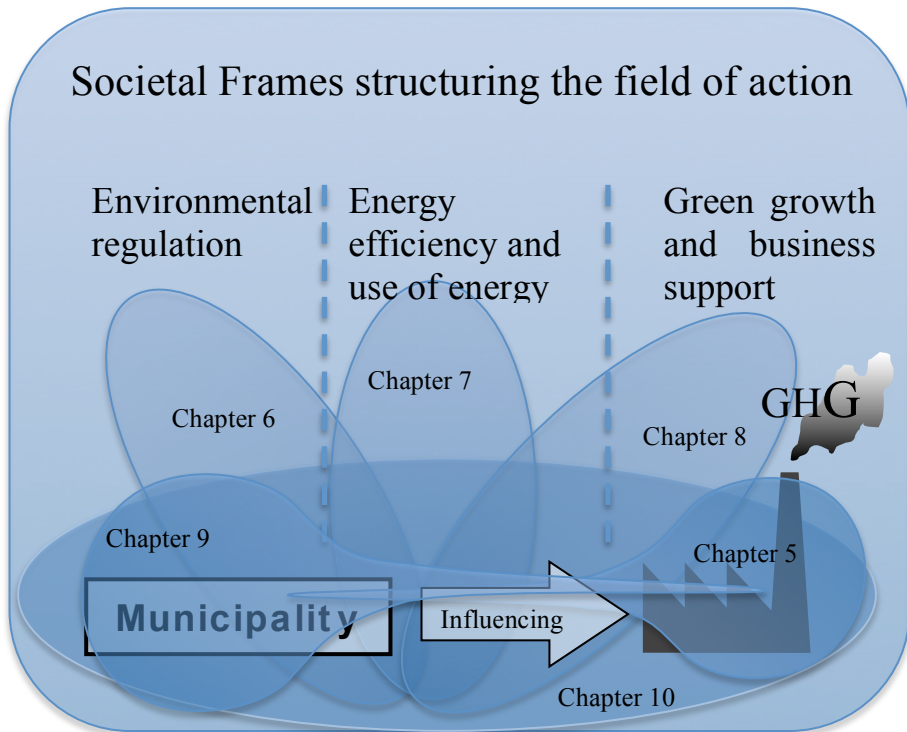 Societal Frames structuring the field of action
Environmental
regulation
Energy
efficiency and
use of energy
Green growth
and business
support
Chapter 7
Chapter 6
Chapter 8
GHG
Chapter 9
Chapter 5
Municipality
Influencing
Chapter 10